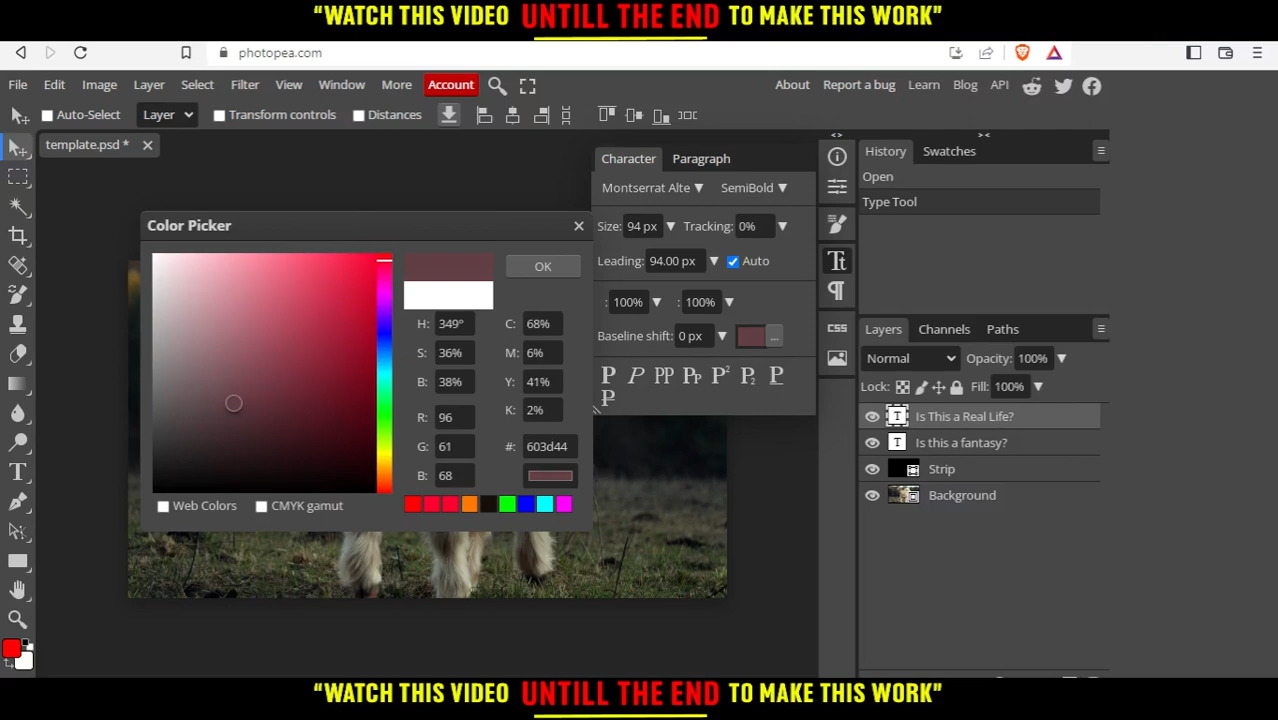 “WATCH THIS VIDEO UNTILL THE END TO MAKE THIS WORK”
photopea.com
File Edit Image Layer Select View Filter Window More Account About Report a bug Learn Blog API
Auto-Select Layer Transform controls Distances
template.psd *
Character Paragraph
Montserrat Alte SemiBold
Size: 94 px Tracking: 0%
Leading: 94.00 px Auto
: 100% : 100%
Baseline shift: 0 px ...
Color Picker
OK
H: 349° C: 68%
S: 36% M: 6%
B: 38% Y: 41%
R: 96 K: 2%
G: 61 #: 603d44
B: 68
Web Colors CMYK gamut
History Swatches
Open
Type Tool
CSS
Layers Channels Paths
Normal Opacity: 100%
Lock: Fill: 100%
Is This a Real Life?
Is this a fantasy?
Strip
Background
“WATCH THIS VIDEO UNTILL THE END TO MAKE THIS WORK”